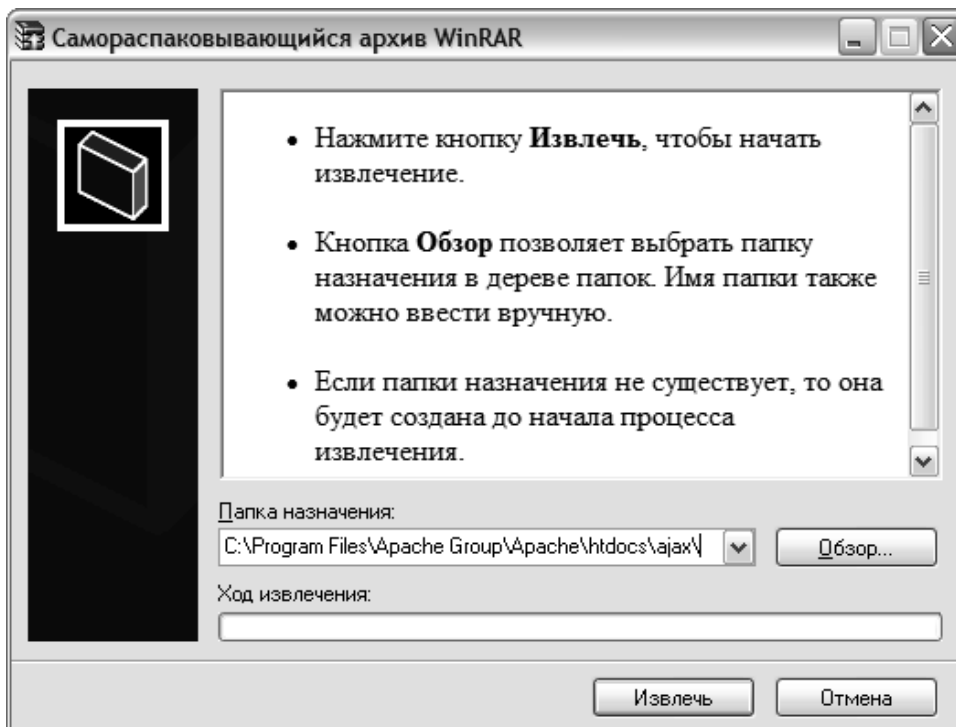 Самораспаковывающийся архив WinRAR
• Нажмите кнопку Извлечь, чтобы начать
извлечение.
• Кнопка Обзор позволяет выбрать папку
назначения в дереве папок. Имя папки также
можно ввести вручную.
• Если папки назначения не существует, то она
будет создана до начала процесса
извлечения.
Папка назначения:
C:\Program Files\Apache Group\Apache\htdocs\ajax\
Обзор...
Ход извлечения:
Извлечь
Отмена